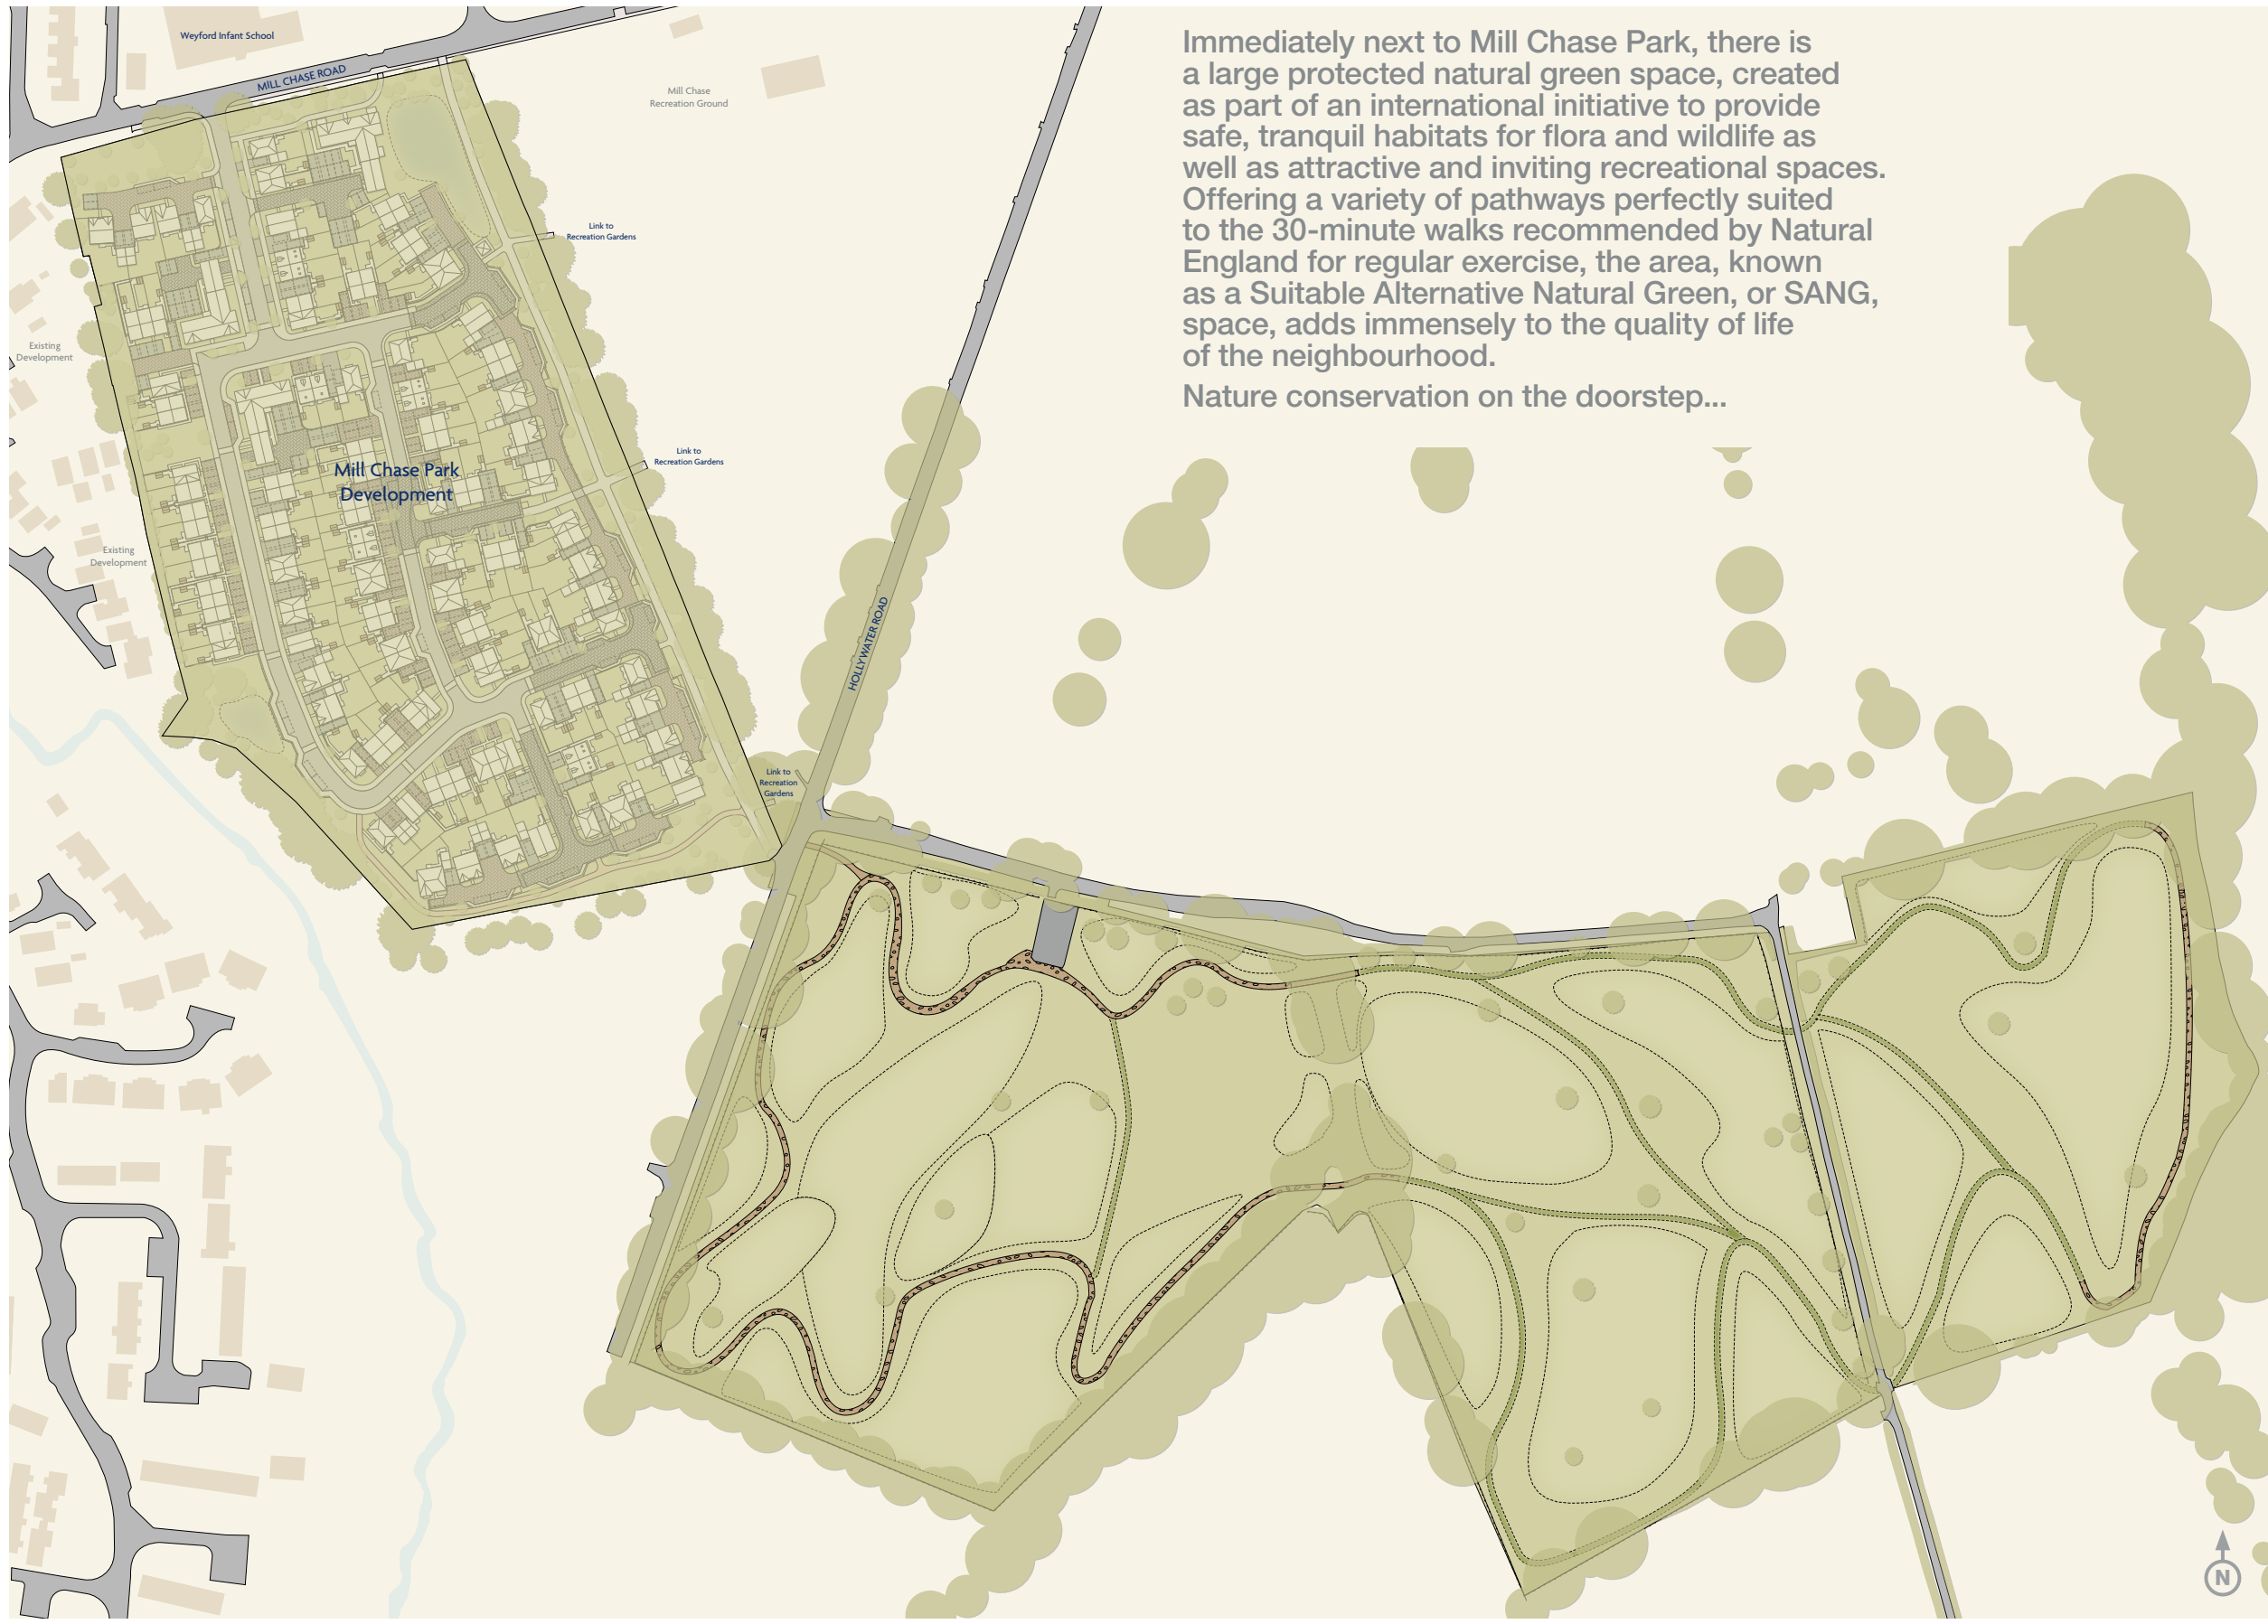 Weyford Infant School
MILL CHASE ROAD
Mill Chase
Recreation Ground
Immediately next to Mill Chase Park, there is
a large protected natural green space, created
as part of an international initiative to provide
safe, tranquil habitats for flora and wildlife as
well as attractive and inviting recreational spaces.
Offering a variety of pathways perfectly suited
to the 30-minute walks recommended by Natural
England for regular exercise, the area, known
as a Suitable Alternative Natural Green, or SANG,
space, adds immensely to the quality of life
of the neighbourhood.
Nature conservation on the doorstep...
Link to
Recreation Gardens
Existing
Development
Link to
Recreation Gardens
Mill Chase Park
Development
Existing
Development
HOLLYWATER ROAD
Link to
Recreation
Gardens
N